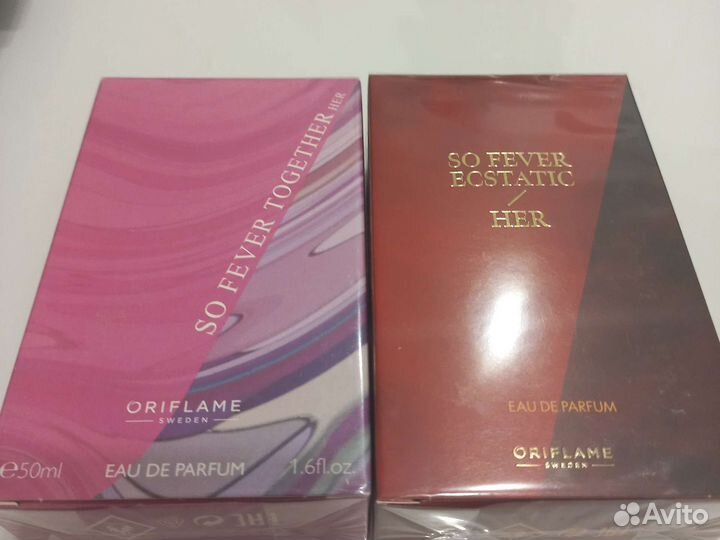 SO FEVER TOGETHER HER
ORIFLAME
SWEDEN
℮50ml EAU DE PARFUM 1.6fl.oz.
EAC
SO FEVER
ECSTATIC
/
HER
EAU DE PARFUM
ORIFLAME
SWEDEN
Avito